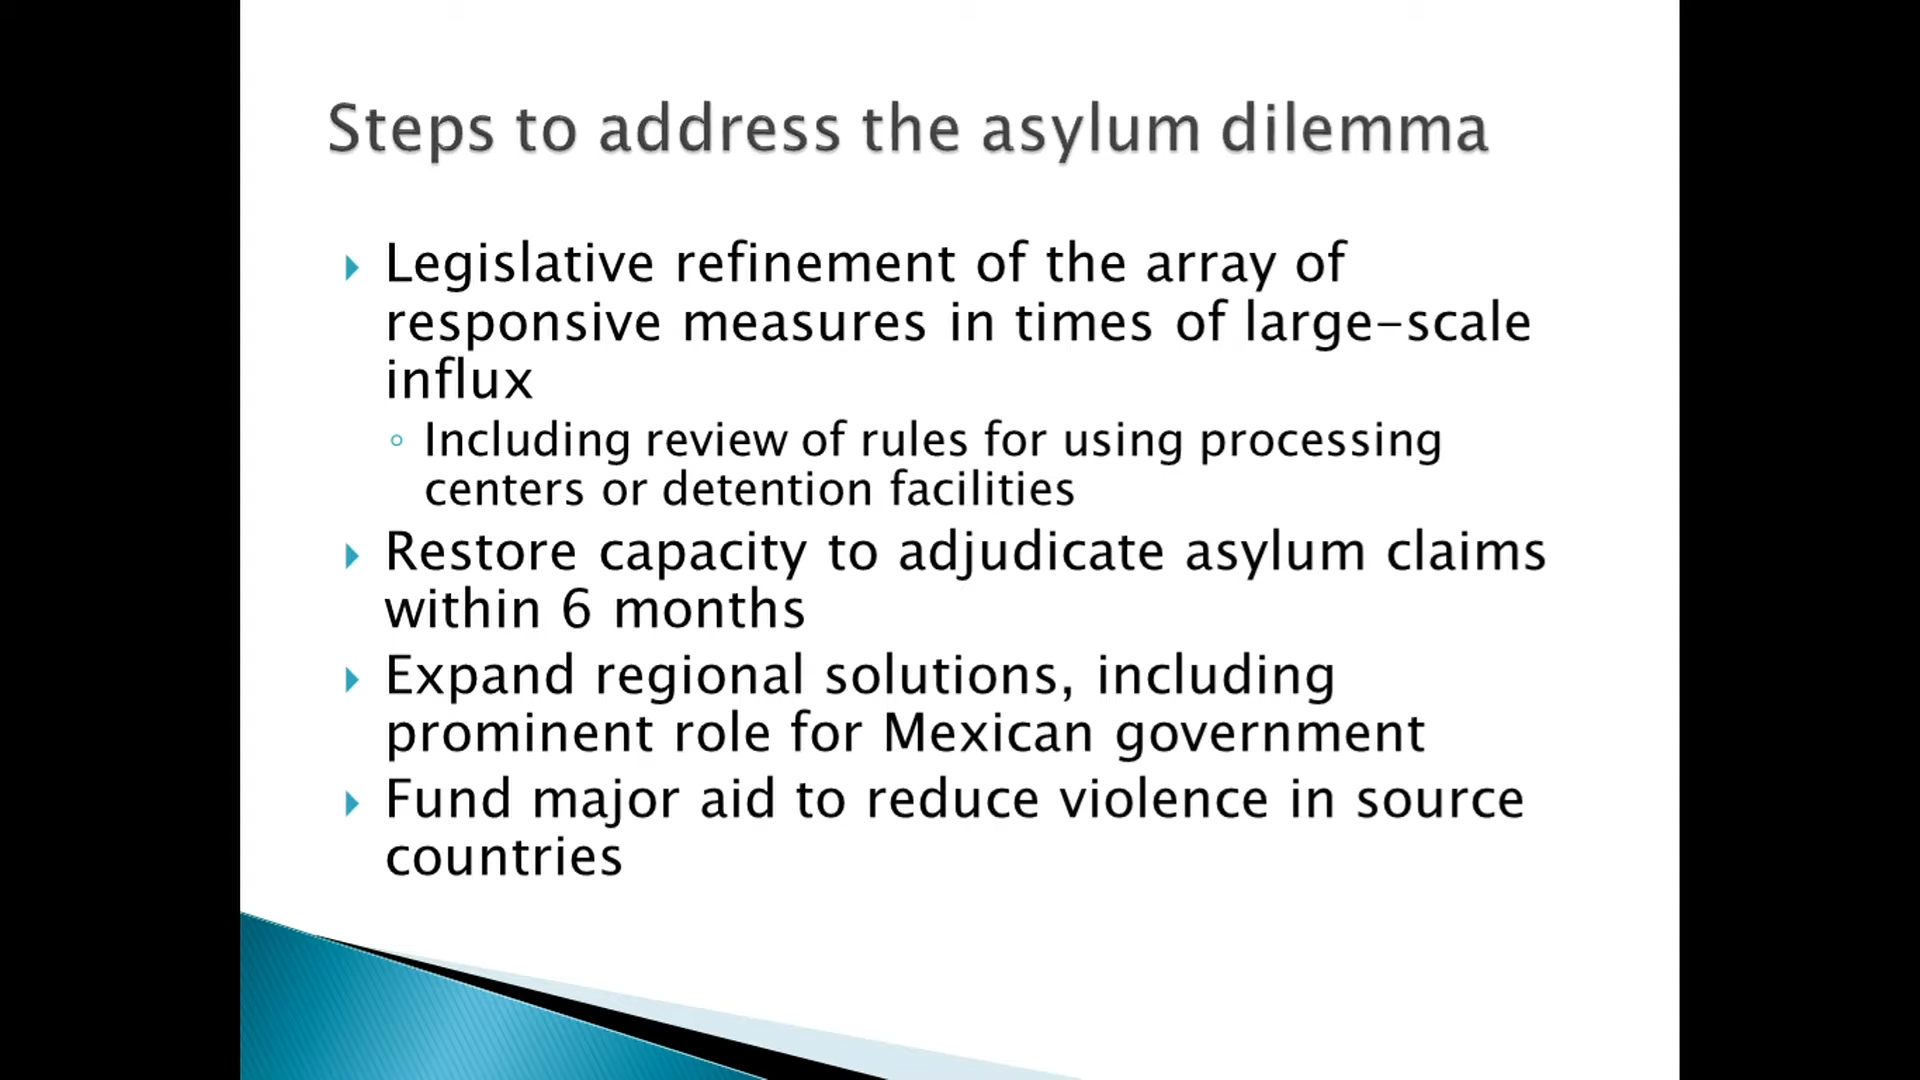 Steps to address the asylum dilemma
Legislative refinement of the array of
responsive measures in times of large-scale
influx
Including review of rules for using processing
centers or detention facilities
Restore capacity to adjudicate asylum claims
within 6 months
Expand regional solutions, including
prominent role for Mexican government
Fund major aid to reduce violence in source
countries